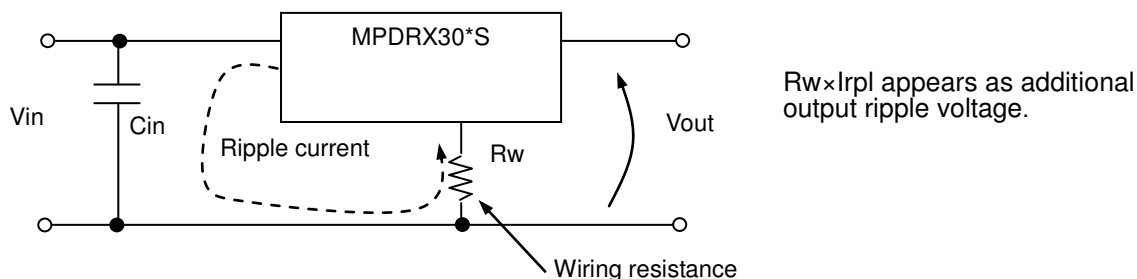 MPDRX30*S
Rw×Irpl appears as additional
output ripple voltage.
Vin
Cin
Vout
Ripple current
Rw
Wiring resistance